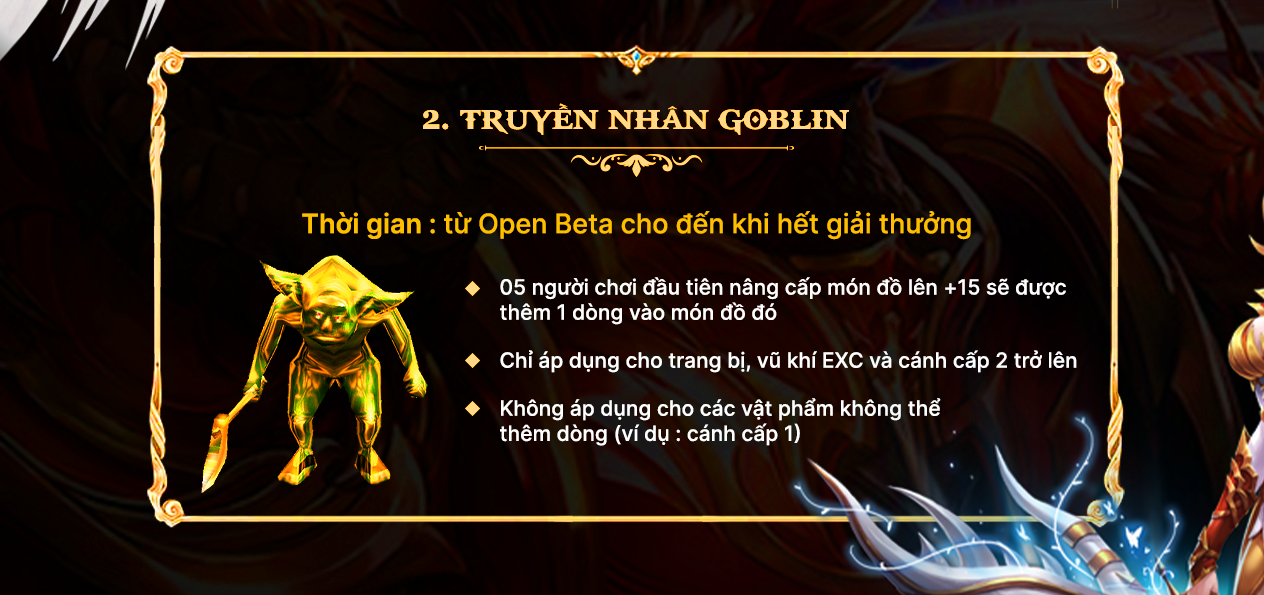 2. TRUYỀN NHÂN GOBLIN
Thời gian : từ Open Beta cho đến khi hết giải thưởng
05 người chơi đầu tiên nâng cấp món đồ lên +15 sẽ được
thêm 1 dòng vào món đồ đó
Chỉ áp dụng cho trang bị, vũ khí EXC và cánh cấp 2 trở lên
Không áp dụng cho các vật phẩm không thể
thêm dòng (ví dụ : cánh cấp 1)